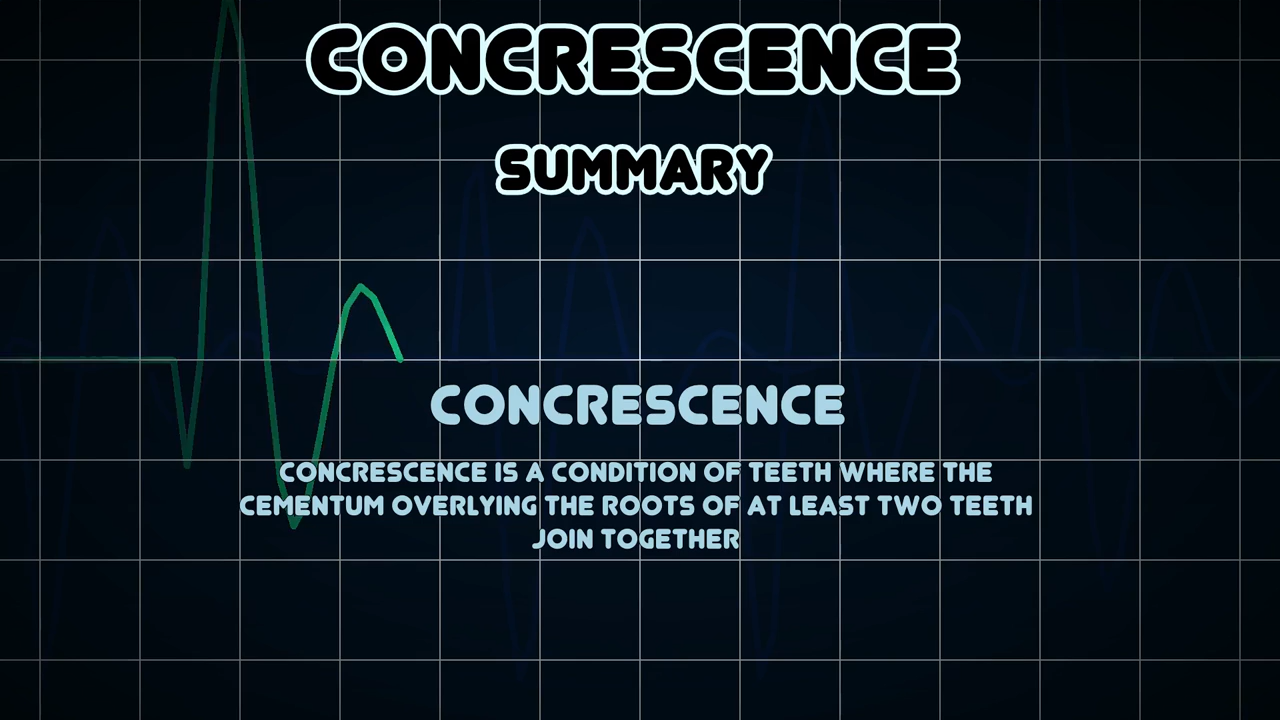 CONCRESCENCE
SUMMARY
CONCRESCENCE
CONCRESCENCE IS A CONDITION OF TEETH WHERE THE
CEMENTUM OVERLYING THE ROOTS OF AT LEAST TWO TEETH
JOIN TOGETHER